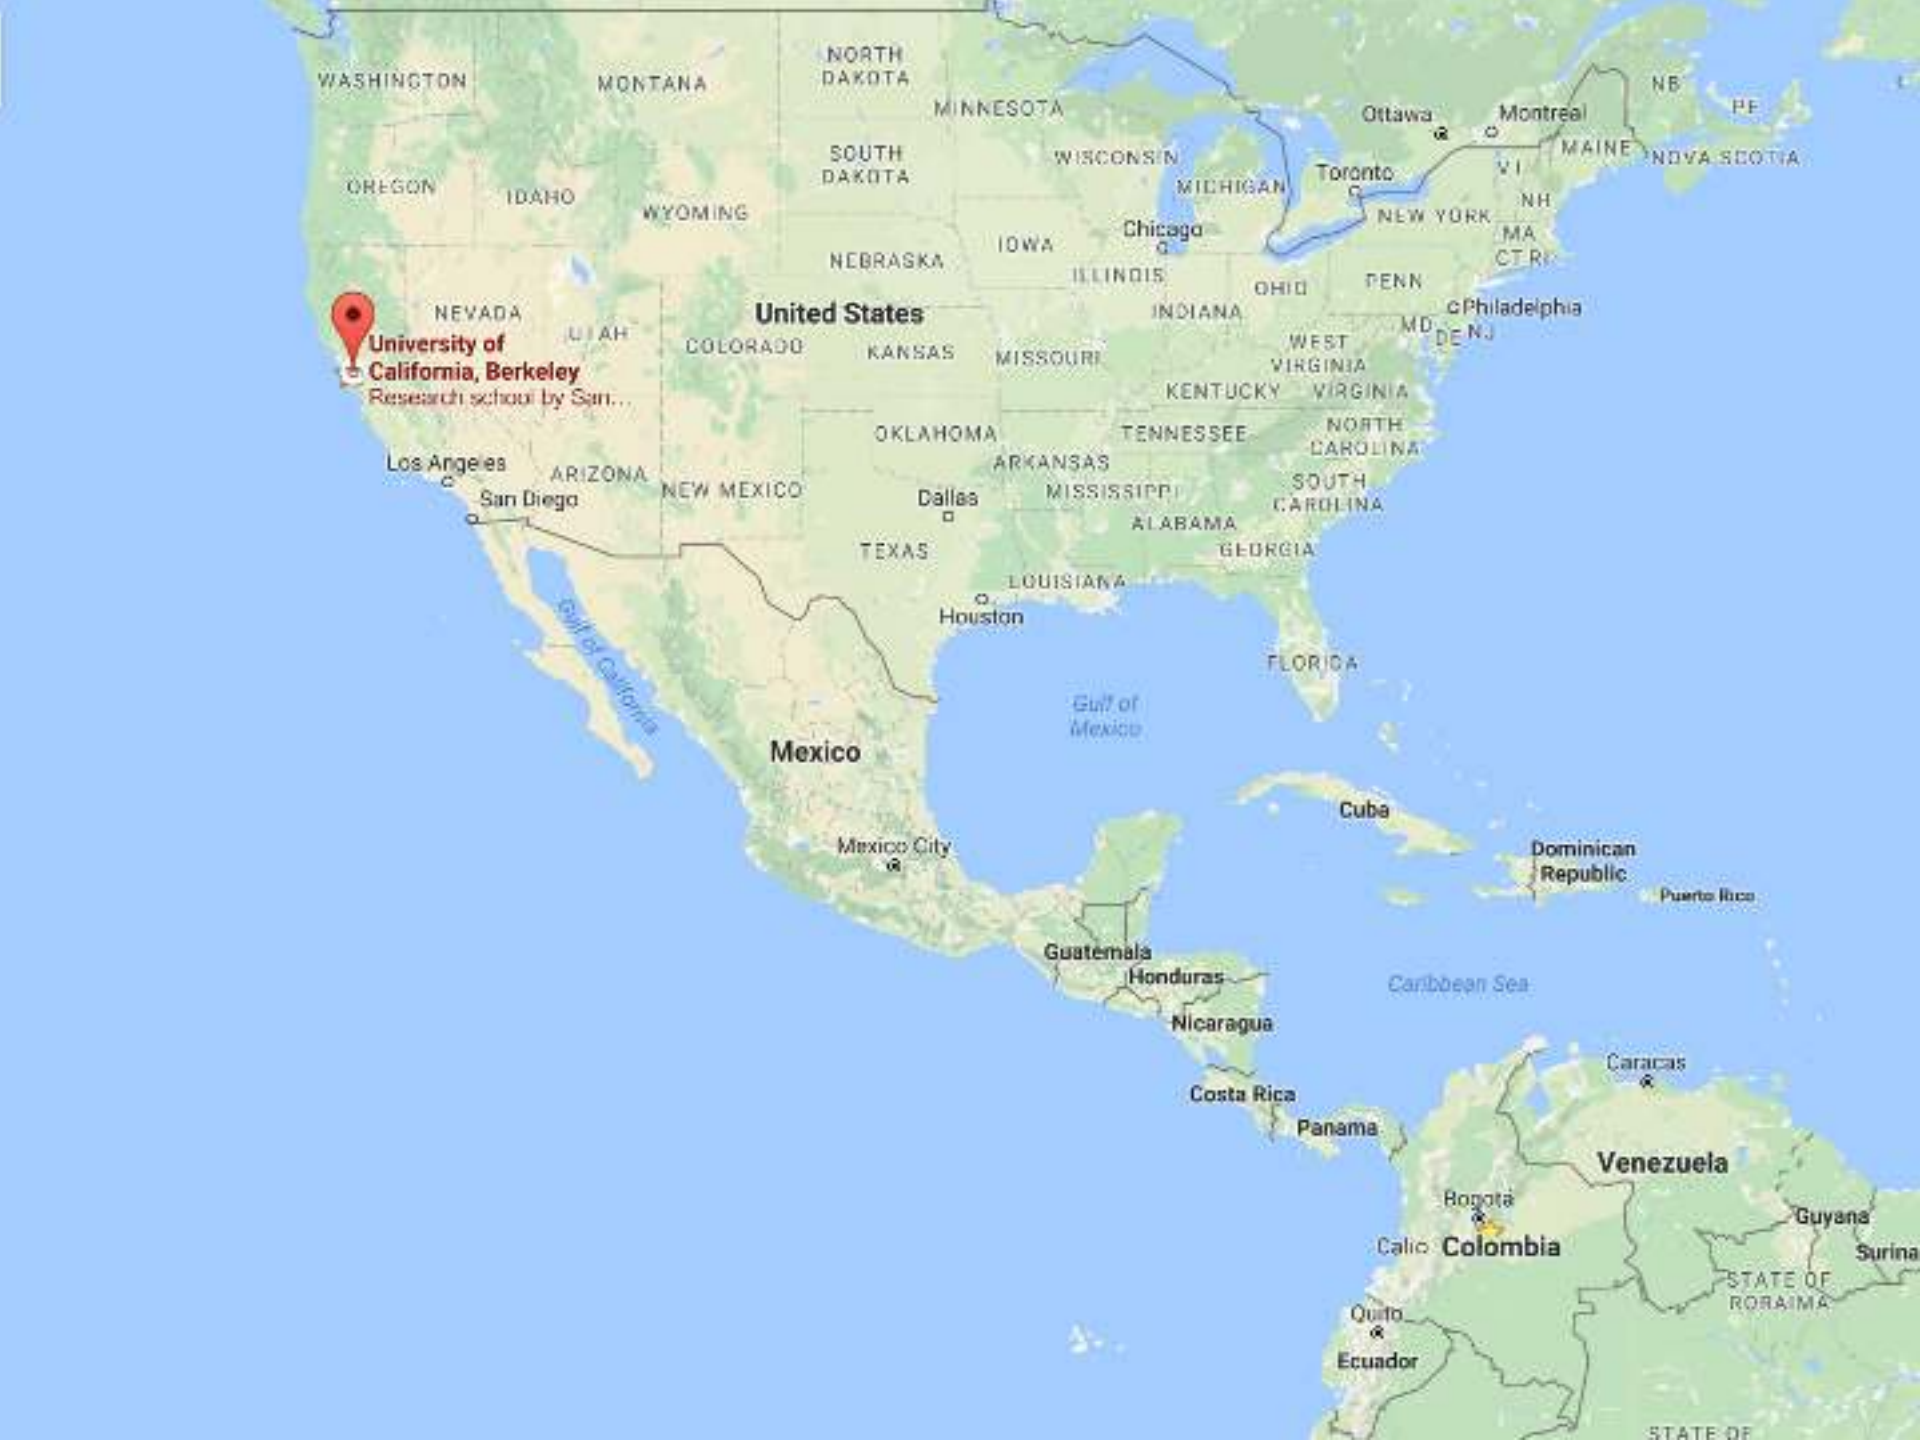 WASHINGTON
MONTANA
NORTH
DAKOTA
MINNESOTA
Ottawa
Montreal
NB
PE
MAINE
NOVA SCOTIA
OREGON
IDAHO
WYOMING
SOUTH
DAKOTA
WISCONSIN
MICHIGAN
Toronto
VT
NH
NEW YORK
MA
CT RI
Chicago
IOWA
NEBRASKA
ILLINOIS
INDIANA
OHIO
PENN
Philadelphia
MD
DE NJ
NEVADA
UTAH
United States
COLORADO
KANSAS
MISSOURI
WEST
VIRGINIA
KENTUCKY
VIRGINIA
University of
California, Berkeley
Research school by San...
OKLAHOMA
TENNESSEE
NORTH
CAROLINA
ARKANSAS
Los Angeles
ARIZONA
NEW MEXICO
MISSISSIPPI
SOUTH
CAROLINA
San Diego
Dallas
ALABAMA
TEXAS
GEORGIA
LOUISIANA
Houston
Gulf of California
FLORIDA
Gulf of
Mexico
Mexico
Cuba
Mexico City
Dominican
Republic
Puerto Rico
Guatemala
Honduras
Caribbean Sea
Nicaragua
Caracas
Costa Rica
Panama
Venezuela
Bogota
Guyana
Cali
Colombia
Surina
STATE OF
RORAIMA
Quito
Ecuador
STATE OF